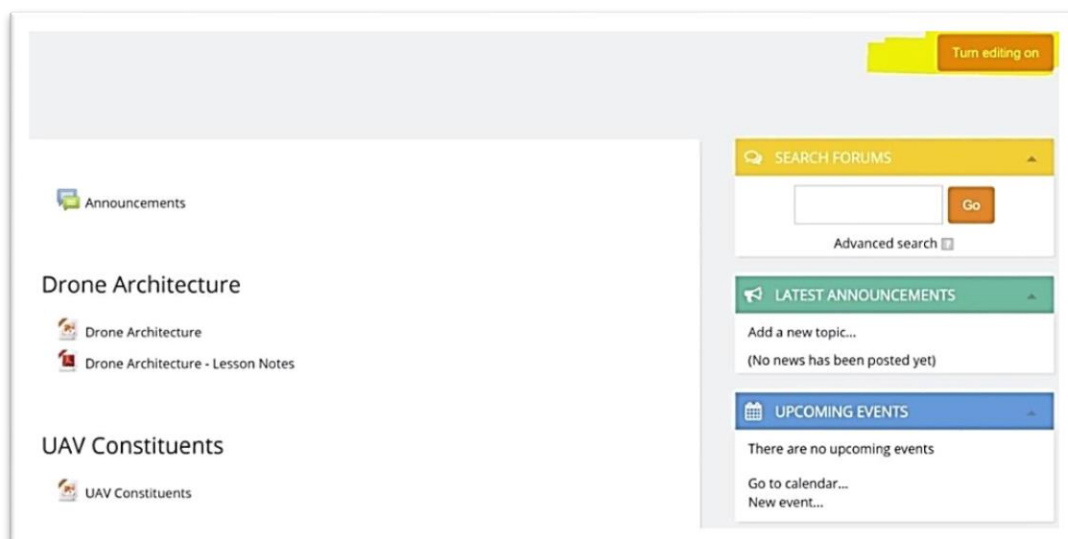 Turn editing on
Announcements
Drone Architecture
Drone Architecture
Drone Architecture - Lesson Notes
UAV Constituents
UAV Constituents
SEARCH FORUMS
Go
Advanced search ?
LATEST ANNOUNCEMENTS
Add a new topic...
(No news has been posted yet)
UPCOMING EVENTS
There are no upcoming events
Go to calendar...
New event...